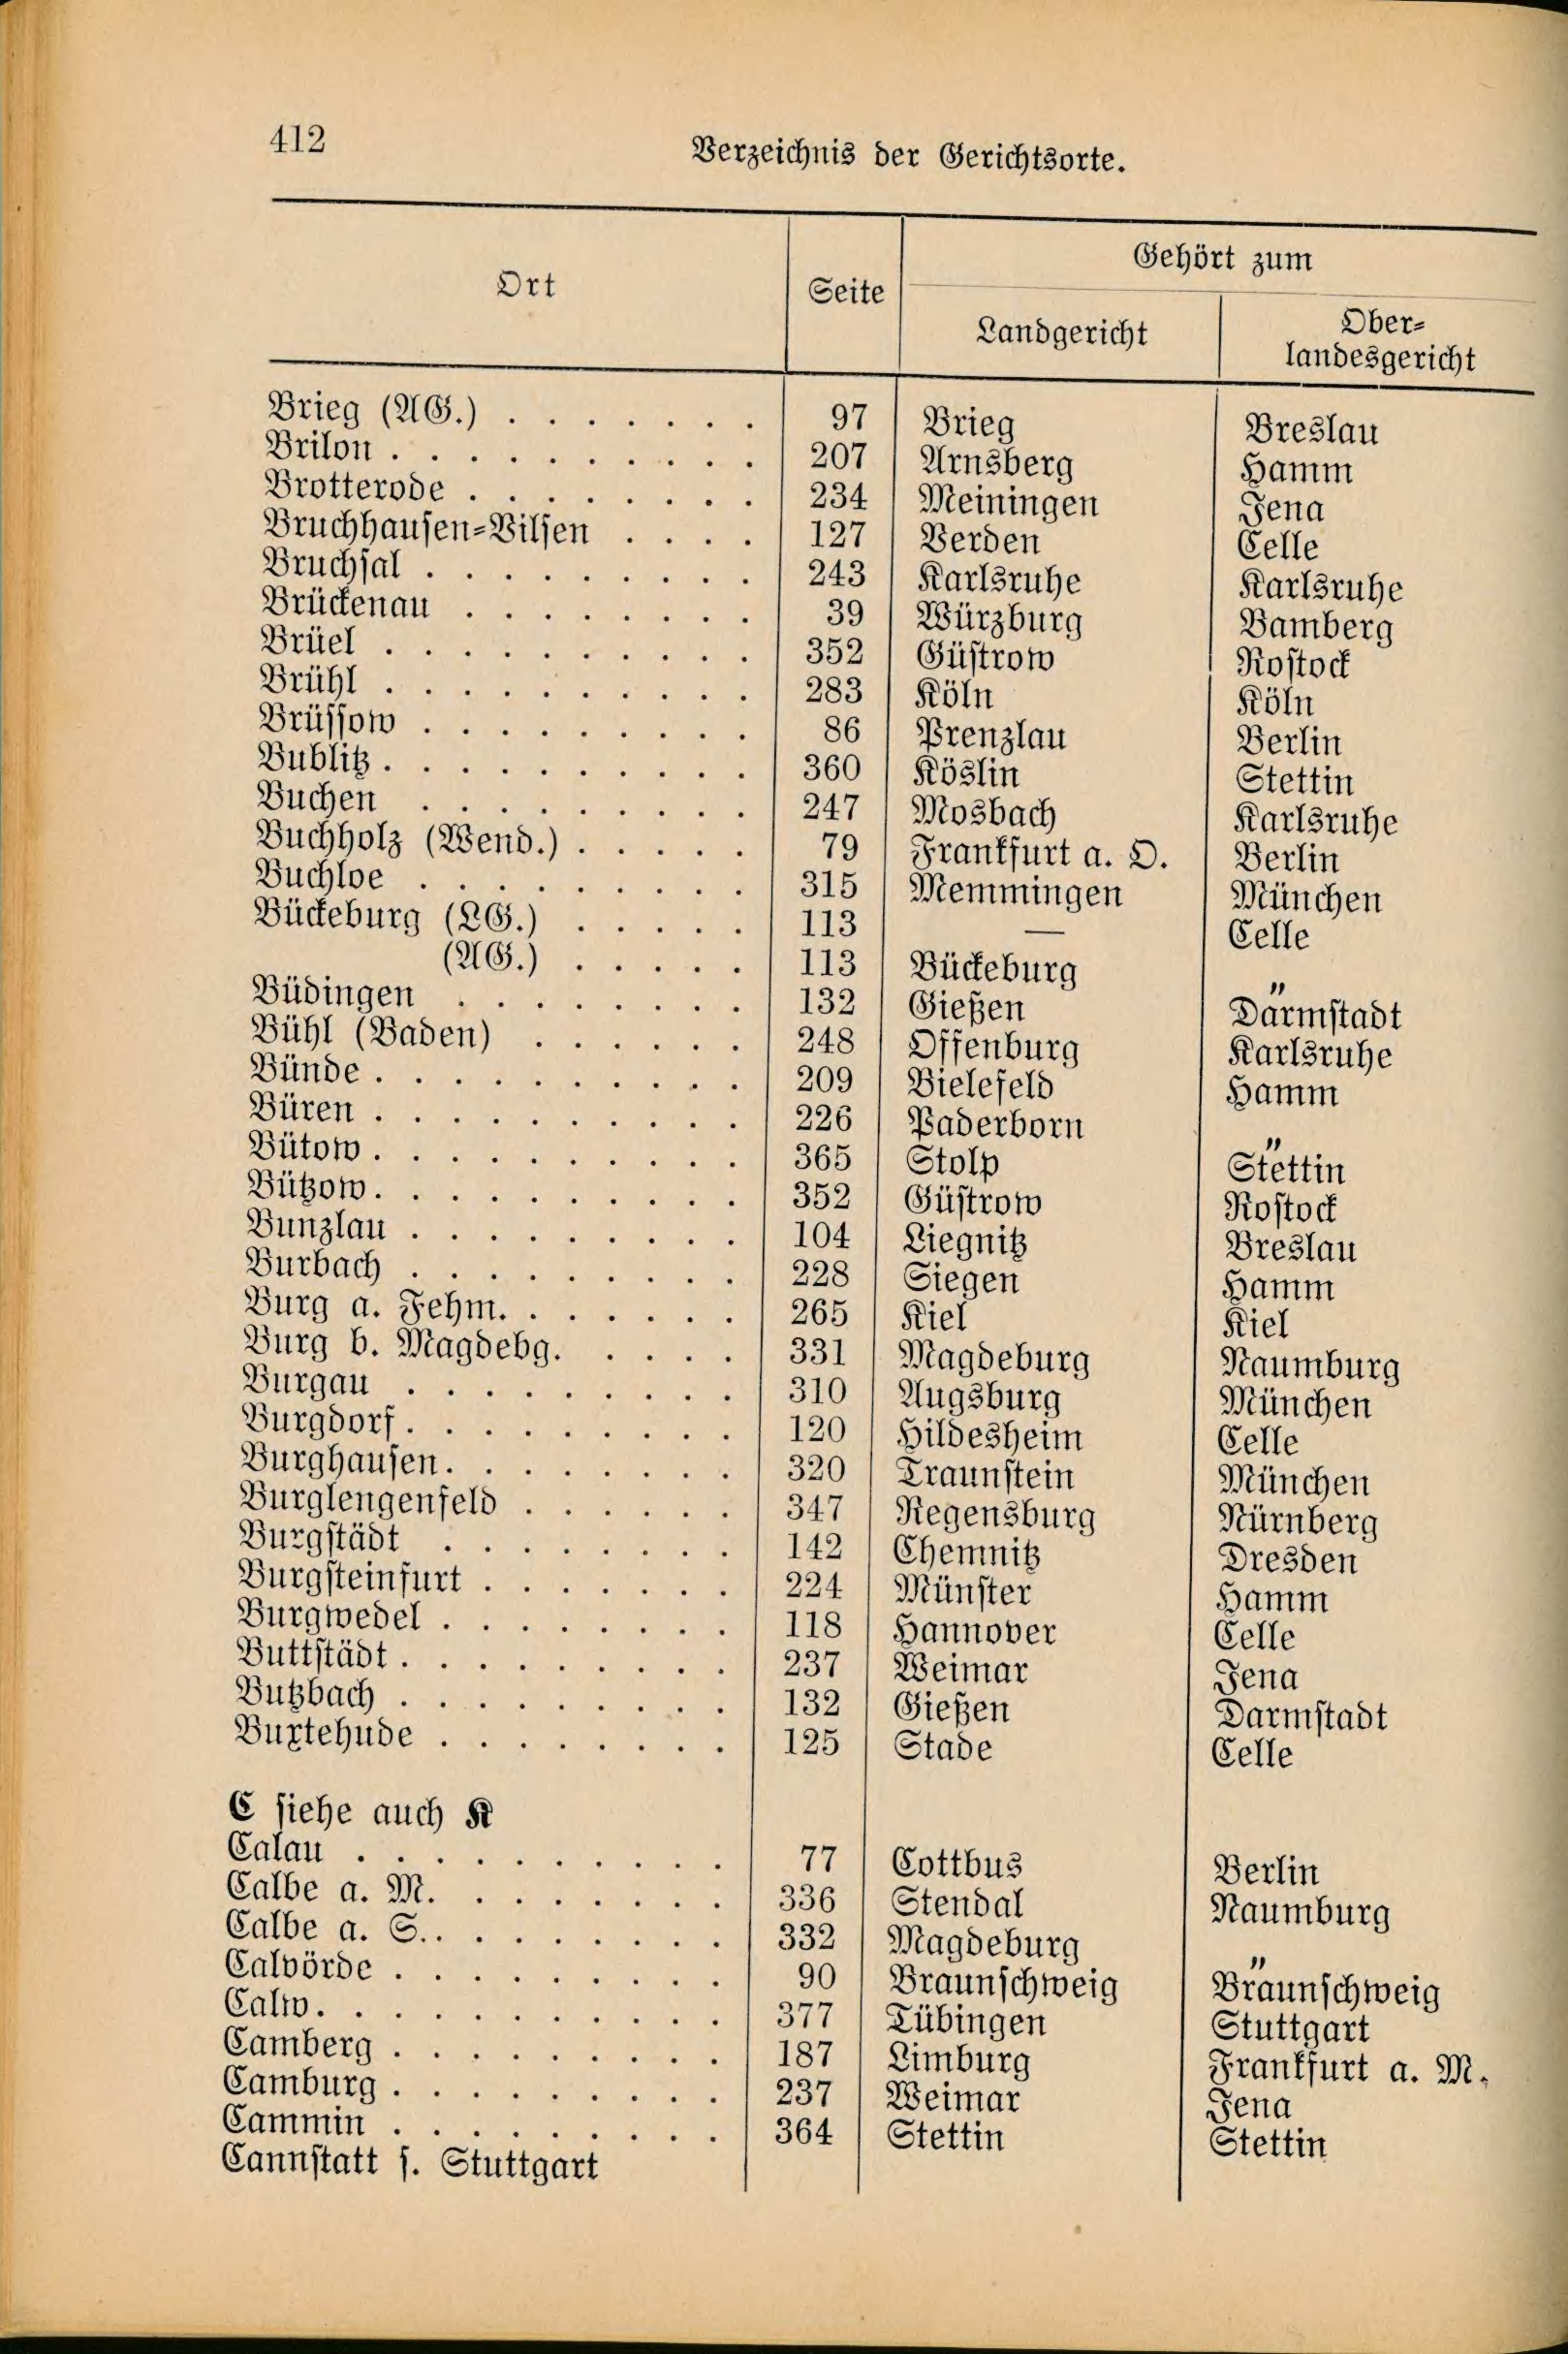 412
Verzeichnis der Gerichtsorte.
Ort Seite Gehört zum
Landgericht Ober-
landesgericht
Brieg (AG.) . . . . . . . 97 Brieg Breslau
Brilon . . . . . . . . . . 207 Arnsberg Hamm
Brotterode . . . . . . . . 234 Meiningen Jena
Bruchhausen-Vilsen . . . . 127 Verden Celle
Bruchsal . . . . . . . . . 243 Karlsruhe Karlsruhe
Brückenau . . . . . . . . 39 Würzburg Bamberg
Brüel . . . . . . . . . . 352 Güstrow Rostock
Brühl . . . . . . . . . . 283 Köln Köln
Brüssow . . . . . . . . . 86 Prenzlau Berlin
Bublitz . . . . . . . . . . 360 Köslin Stettin
Buchen . . . . . . . . . 247 Mosbach Karlsruhe
Buchholz (Wend.) . . . . . 79 Frankfurt a. O. Berlin
Buchloe . . . . . . . . . 315 Memmingen München
Bückeburg (LG.) . . . . . 113 — Celle
(AG.) . . . . . 113 Bückeburg "
Büdingen . . . . . . . . 132 Gießen Darmstadt
Bühl (Baden) . . . . . . 248 Offenburg Karlsruhe
Bünde . . . . . . . . . . 209 Bielefeld Hamm
Büren . . . . . . . . . . 226 Paderborn "
Bütow . . . . . . . . . . 365 Stolp Stettin
Bützow . . . . . . . . . . 352 Güstrow Rostock
Bunzlau . . . . . . . . . 104 Liegnitz Breslau
Burbach . . . . . . . . . 228 Siegen Hamm
Burg a. Fehm. . . . . . . 265 Kiel Kiel
Burg b. Magdebg. . . . . 331 Magdeburg Naumburg
Burgau . . . . . . . . . 310 Augsburg München
Burgdorf . . . . . . . . . 120 Hildesheim Celle
Burghausen . . . . . . . . 320 Traunstein München
Burglengenfeld . . . . . . 347 Regensburg Nürnberg
Burgstädt . . . . . . . . 142 Chemnitz Dresden
Burgsteinfurt . . . . . . . 224 Münster Hamm
Burgwedel . . . . . . . . 118 Hannover Celle
Buttstädt . . . . . . . . . 237 Weimar Jena
Butzbach . . . . . . . . . 132 Gießen Darmstadt
Buxtehude . . . . . . . . 125 Stade Celle
C siehe auch K
Calau . . . . . . . . . . 77 Cottbus Berlin
Calbe a. M. . . . . . . . 336 Stendal Naumburg
Calbe a. S. . . . . . . . . 332 Magdeburg "
Calvörde . . . . . . . . . 90 Braunschweig Braunschweig
Calw . . . . . . . . . . . 377 Tübingen Stuttgart
Camberg . . . . . . . . . 187 Limburg Frankfurt a. M.
Camburg . . . . . . . . . 237 Weimar Jena
Cammin . . . . . . . . . 364 Stettin Stettin
Cannstatt s. Stuttgart